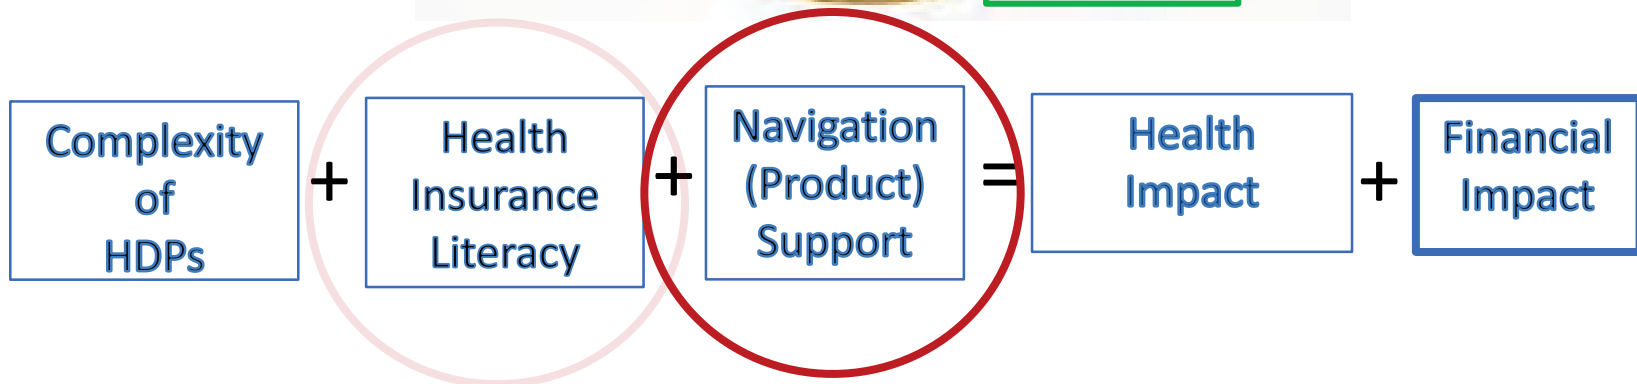 Complexity
of
HDPs
+
Health
Insurance
Literacy
+
Navigation
(Product)
Support
=
Health
Impact
+
Financial
Impact